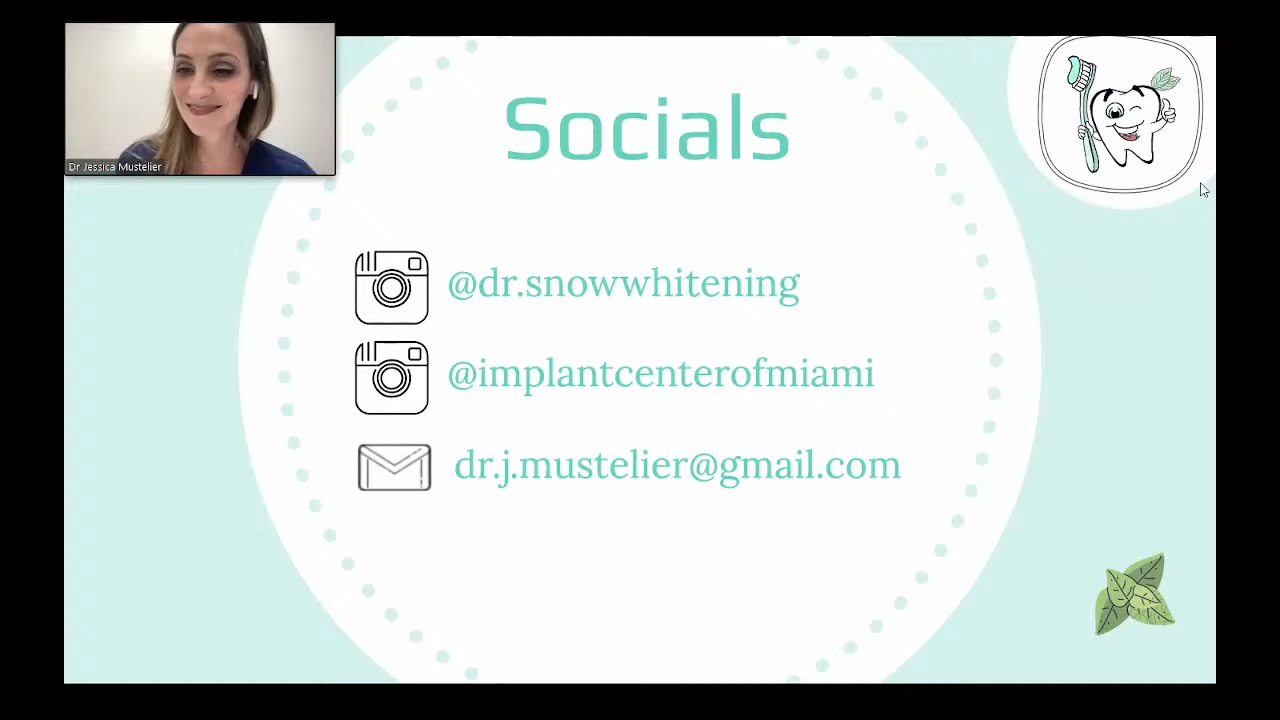 Dr Jessica Mustelier
Socials
@dr.snowwhitening
@implantcenterofmiami
dr.j.mustelier@gmail.com